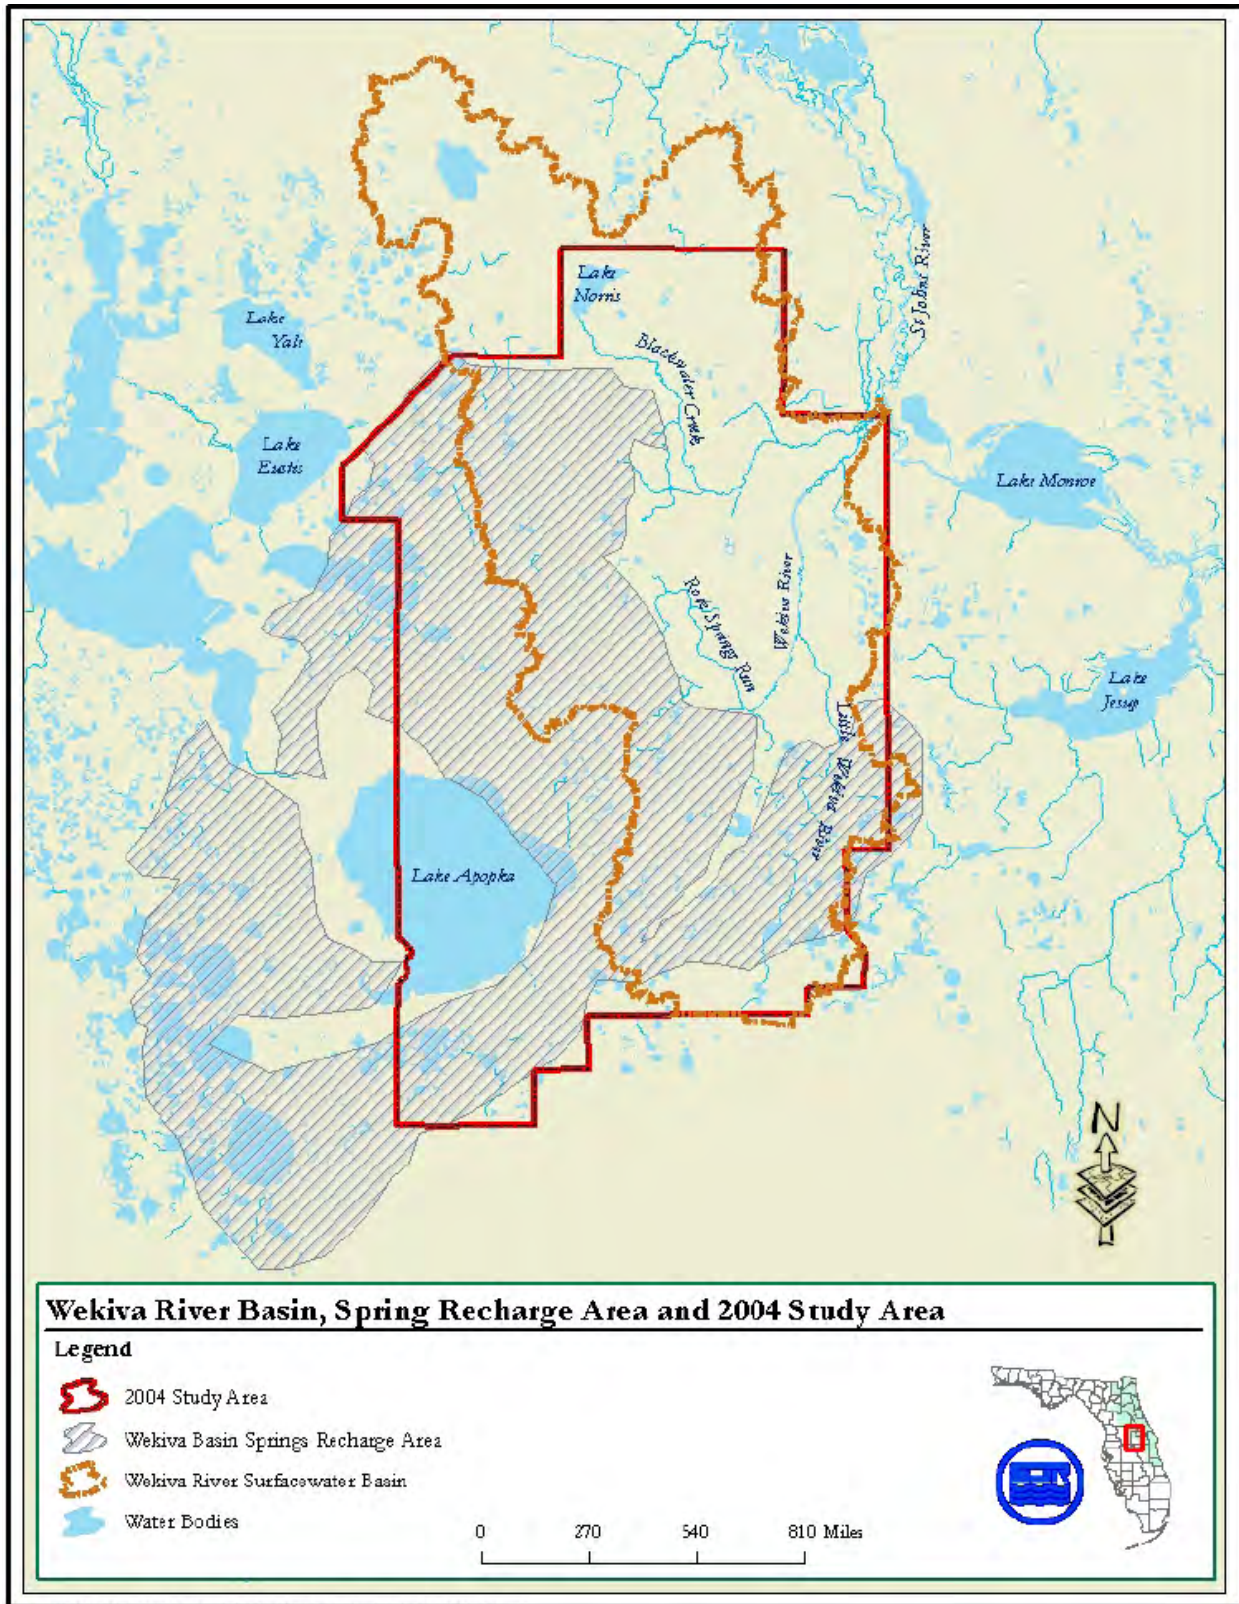 St Johns River
Lake
Norris
Lake
Yale
Blackwater Creek
Lake
Eustis
Lake Monroe
Rock Springs Run
Wekiva River
Lake
Jesup
Little Wekiva River
Lake Apopka
N
Wekiva River Basin, Spring Recharge Area and 2004 Study Area
Legend
2004 Study Area
Wekiva Basin Springs Recharge Area
Wekiva River Surfacewater Basin
Water Bodies
0 270 540 810 Miles